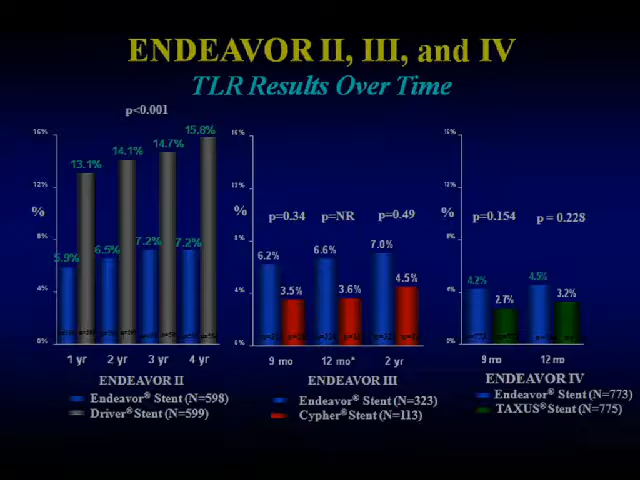 ENDEAVOR II, III, and IV
TLR Results Over Time
p<0.001
16%
12%
%
8%
4%
0%
5.9%
13.1%
6.5%
14.1%
7.2%
14.7%
7.2%
15.8%
1 yr 2 yr 3 yr 4 yr
ENDEAVOR II
Endeavor® Stent (N=598)
Driver® Stent (N=599)
16%
%
8%
4%
0%
p=0.34 p=NR p=0.49
6.2%
3.5%
6.6%
3.6%
7.0%
4.5%
9 mo 12 mo* 2 yr
ENDEAVOR III
Endeavor® Stent (N=323)
Cypher® Stent (N=113)
16%
12%
%
8%
4%
0%
p=0.154 p = 0.228
4.2%
2.7%
4.5%
3.2%
9 mo 12 mo
ENDEAVOR IV
Endeavor® Stent (N=773)
TAXUS® Stent (N=775)